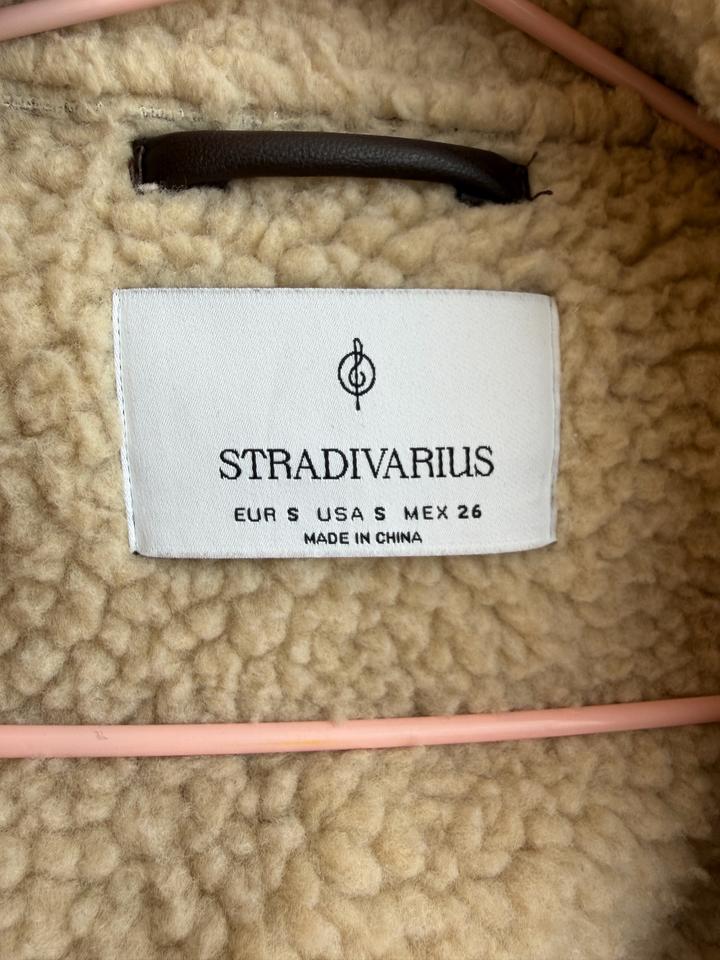 STRADIVARIUS
EUR S USA S MEX 26
MADE IN CHINA